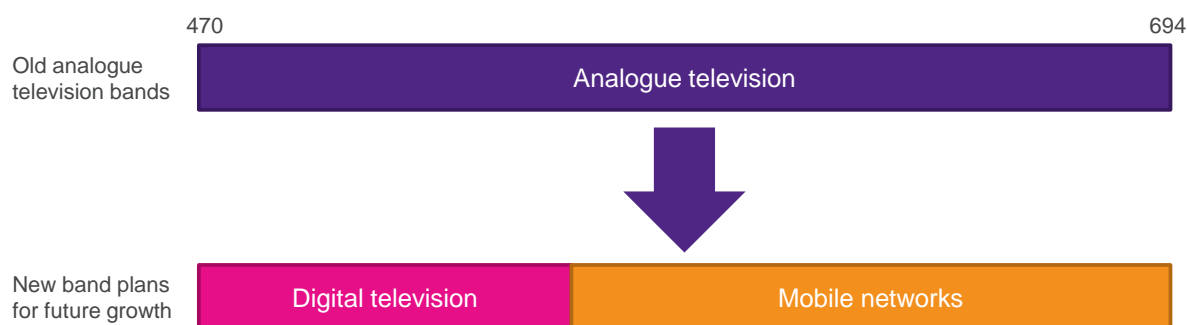 470 694
Old analogue
television bands
Analogue television
New band plans
for future growth
Digital television
Mobile networks